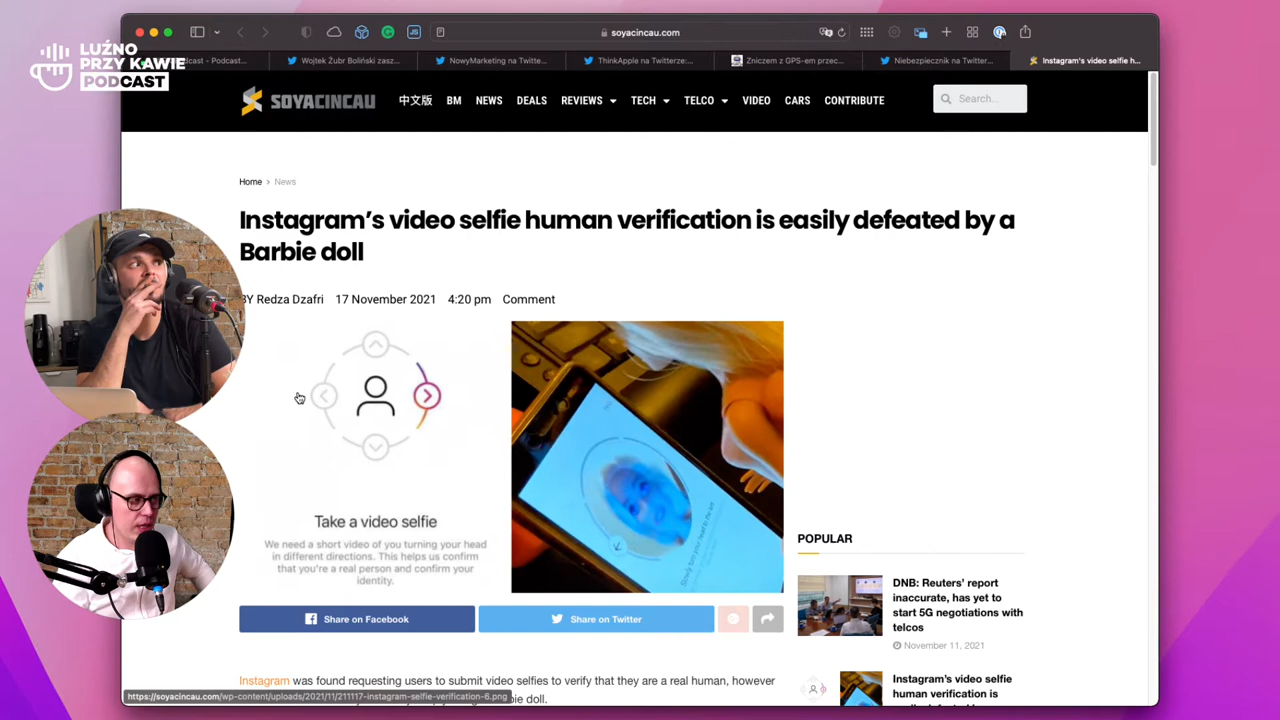 LUŹNO
PRZY KAWIE
PODCAST
soyacincau.com
dcast - Podcast...
Wojtek Żubr Boliński zasz...
NowyMarketing na Twitte...
ThinkApple na Twitterze:...
Zniczem z GPS-em przec...
Niebezpiecznik na Twitter...
Instagram's video selfie h...
SOYACINCAU
中文版
BM
NEWS
DEALS
REVIEWS
TECH
TELCO
VIDEO
CARS
CONTRIBUTE
Search...
Home > News
Instagram's video selfie human verification is easily defeated by a
Barbie doll
BY Redza Dzafri 17 November 2021 4:20 pm Comment
Take a video selfie
We need a short video of you turning your head
in different directions. This helps us confirm
that you're a real person and confirm your
identity.
Share on Facebook
Share on Twitter
Instagram was found requesting users to submit video selfies to verify that they are a real human, however
bie doll.
https://soyacincau.com/wp-content/uploads/2021/11/211117-instagram-selfie-verification-6.png
POPULAR
DNB: Reuters' report
inaccurate, has yet to
start 5G negotiations with
telcos
November 11, 2021
Instagram's video selfie
human verification is